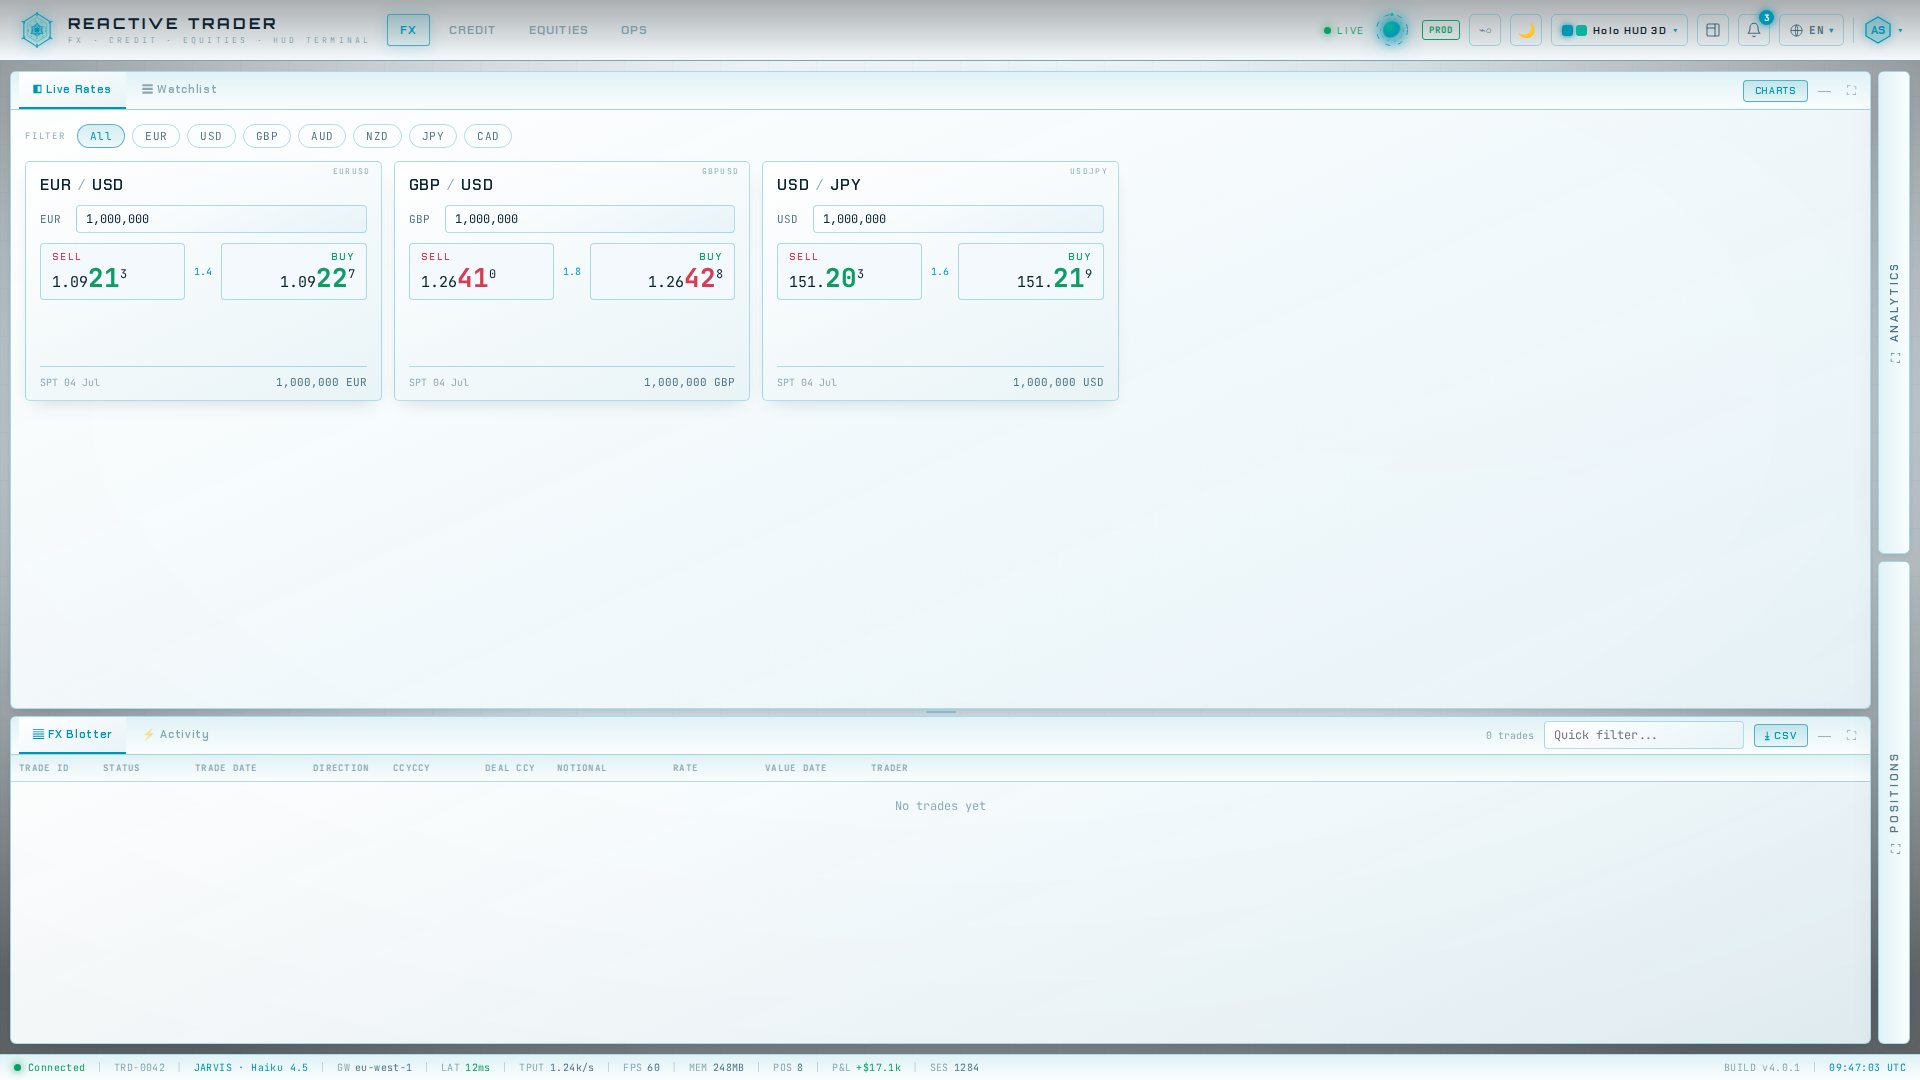 REACTIVE TRADER
FX · CREDIT · EQUITIES · HUD TERMINAL
FX CREDIT EQUITIES OPS
LIVE PROD Holo HUD 3D 3 EN AS
Live Rates Watchlist CHARTS
FILTER All EUR USD GBP AUD NZD JPY CAD
EURUSD
EUR / USD
EUR 1,000,000
SELL BUY
1.09213 1.4 1.09227
SPT 04 Jul 1,000,000 EUR
GBPUSD
GBP / USD
GBP 1,000,000
SELL BUY
1.26410 1.8 1.26428
SPT 04 Jul 1,000,000 GBP
USDJPY
USD / JPY
USD 1,000,000
SELL BUY
151.203 1.6 151.219
SPT 04 Jul 1,000,000 USD
ANALYTICS
POSITIONS
FX Blotter Activity 0 trades Quick filter... CSV
TRADE ID STATUS TRADE DATE DIRECTION CCYCCY DEAL CCY NOTIONAL RATE VALUE DATE TRADER
No trades yet
Connected TRD-0042 JARVIS · Haiku 4.5 GW eu-west-1 LAT 12ms TPUT 1.24k/s FPS 60 MEM 248MB POS 8 P&L +$17.1k SES 1284 BUILD v4.0.1 09:47:03 UTC